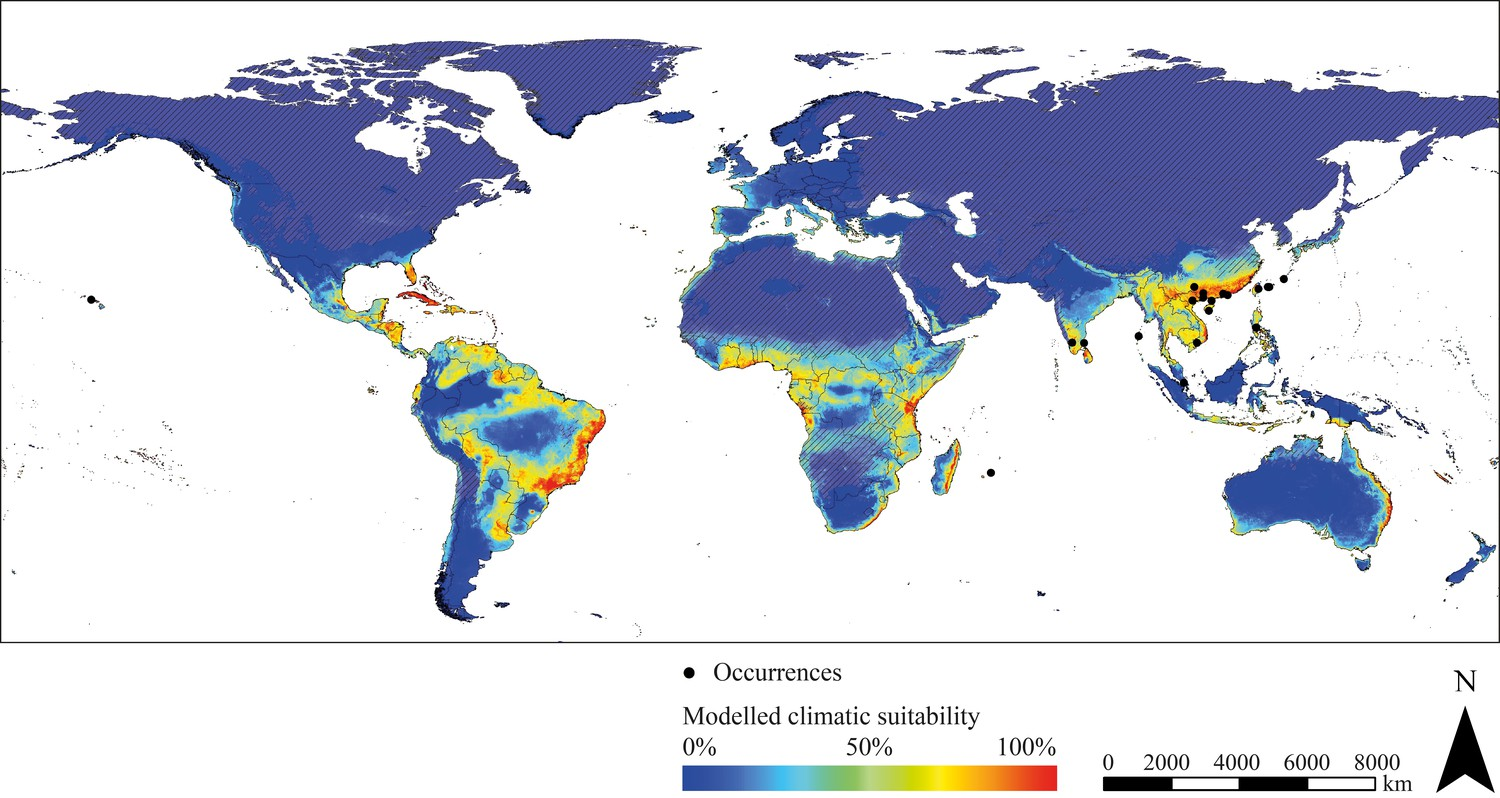 Occurrences
N
Modelled climatic suitability
0% 50% 100%
0 2000 4000 6000 8000
km